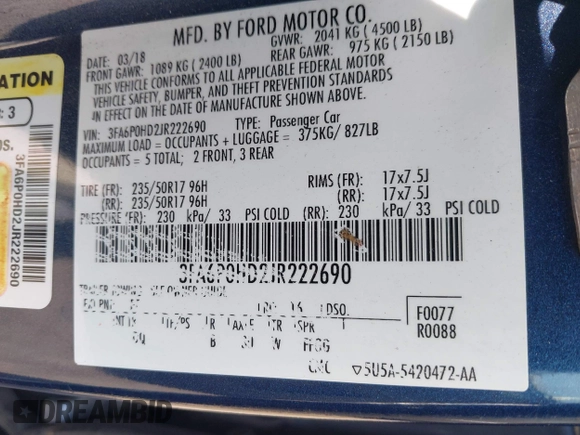 MFD. BY FORD MOTOR CO.
DATE: 03/18 GVWR: 2041 KG ( 4500 LB)
FRONT GAWR: 1089 KG ( 2400 LB) REAR GAWR: 975 KG ( 2150 LB)
THIS VEHICLE CONFORMS TO ALL APPLICABLE FEDERAL MOTOR
VEHICLE SAFETY, BUMPER, AND THEFT PREVENTION STANDARDS
IN EFFECT ON THE DATE OF MANUFACTURE SHOWN ABOVE.
VIN: 3FA6P0HD2JR222690 TYPE: Passenger Car
MAXIMUM LOAD = OCCUPANTS + LUGGAGE = 375KG/ 827LB
OCCUPANTS = 5 TOTAL; 2 FRONT, 3 REAR
TIRE (FR): 235/50R17 96H RIMS (FR): 17x7.5J
(RR): 235/50R17 96H (RR): 17x7.5J
PRESSURE (FR): 230 kPa/ 33 PSI COLD (RR): 230 kPa/ 33 PSI COLD
3FA6P0HD2JR222690
F0077
R0088
5U5A-5420472-AA
ATION
: 3
3FA6P0HD2JR222690
DREAMBID